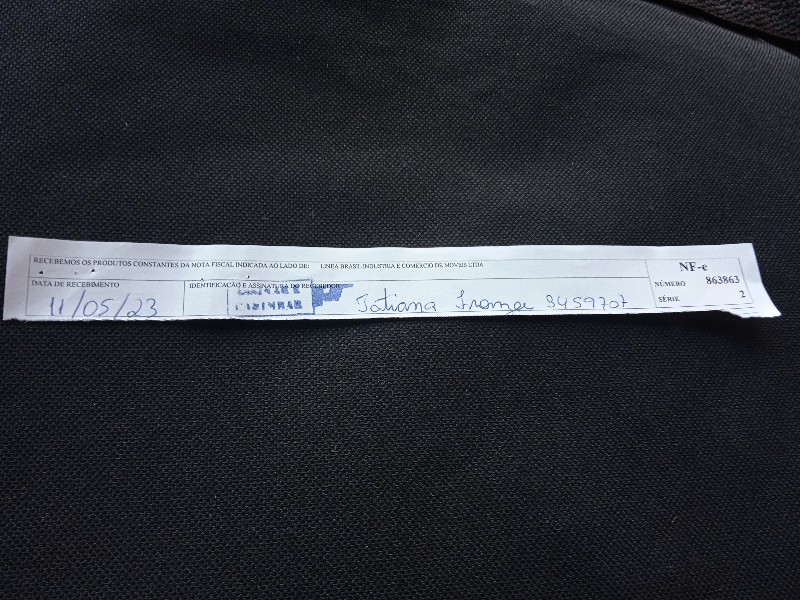 RECEBEMOS OS PRODUTOS CONSTANTES DA NOTA FISCAL INDICADA AO LADO DE: LINEA BRASIL INDUSTRIA E COMERCIO DE MOVEIS LTDA
NF-e
NÚMERO 863863
SÉRIE 2
DATA DE RECEBIMENTO
11/05/23
IDENTIFICAÇÃO E ASSINATURA DO RECEBEDOR
Tatiana 3459707